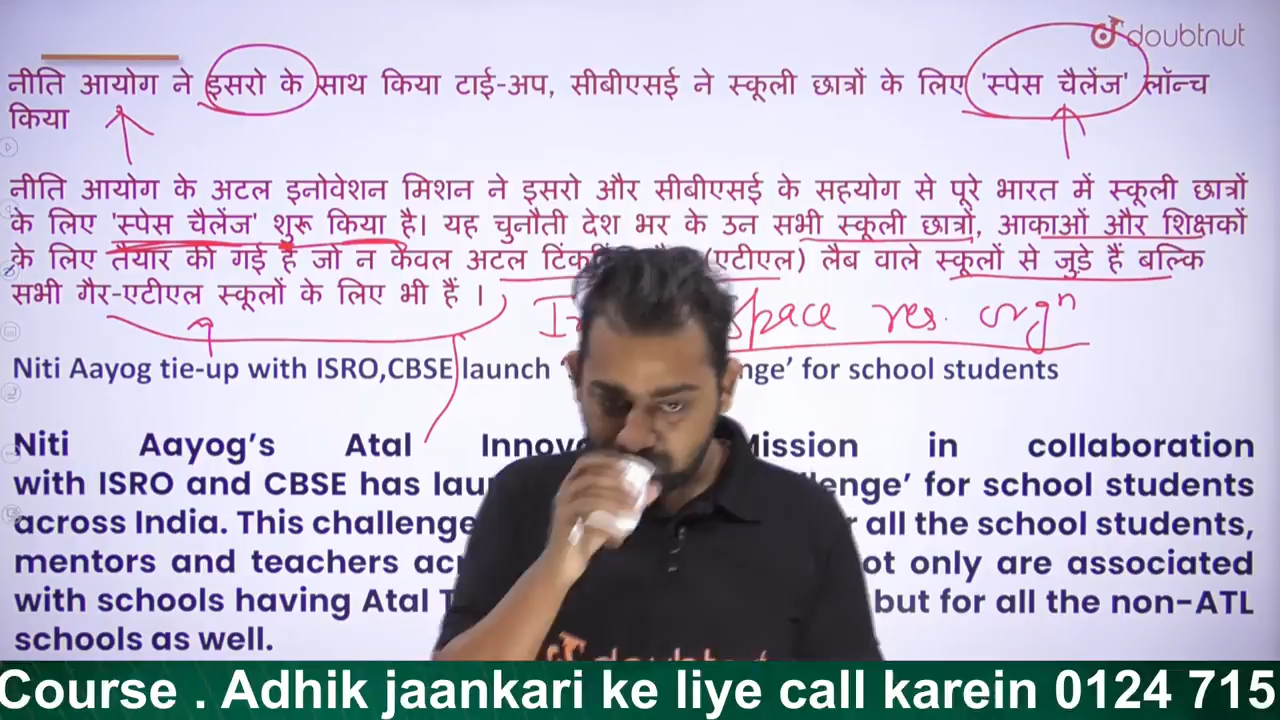 doubtnut
नीति आयोग ने इसरो के साथ किया टाई-अप, सीबीएसई ने स्कूली छात्रों के लिए 'स्पेस चैलेंज' लॉन्च
किया
नीति आयोग के अटल इनोवेशन मिशन ने इसरो और सीबीएसई के सहयोग से पूरे भारत में स्कूली छात्रों
के लिए 'स्पेस चैलेंज' शुरू किया है। यह चुनौती देश भर के उन सभी स्कूली छात्रों, आकाओं और शिक्षकों
के लिए तैयार की गई है जो न केवल अटल (एटीएल) लैब वाले स्कूलों से जुड़े हैं बल्कि
सभी गैर-एटीएल स्कूलों के लिए भी हैं ।
space res. orgⁿ
Niti Aayog tie-up with ISRO,CBSE launch for school students
Niti Aayog's Atal in collaboration
with ISRO and CBSE has for school students
across India. This challenge all the school students,
mentors and teachers only are associated
with schools having Atal but for all the non-ATL
schools as well.
doubtnut
Course . Adhik jaankari ke liye call karein 0124 715